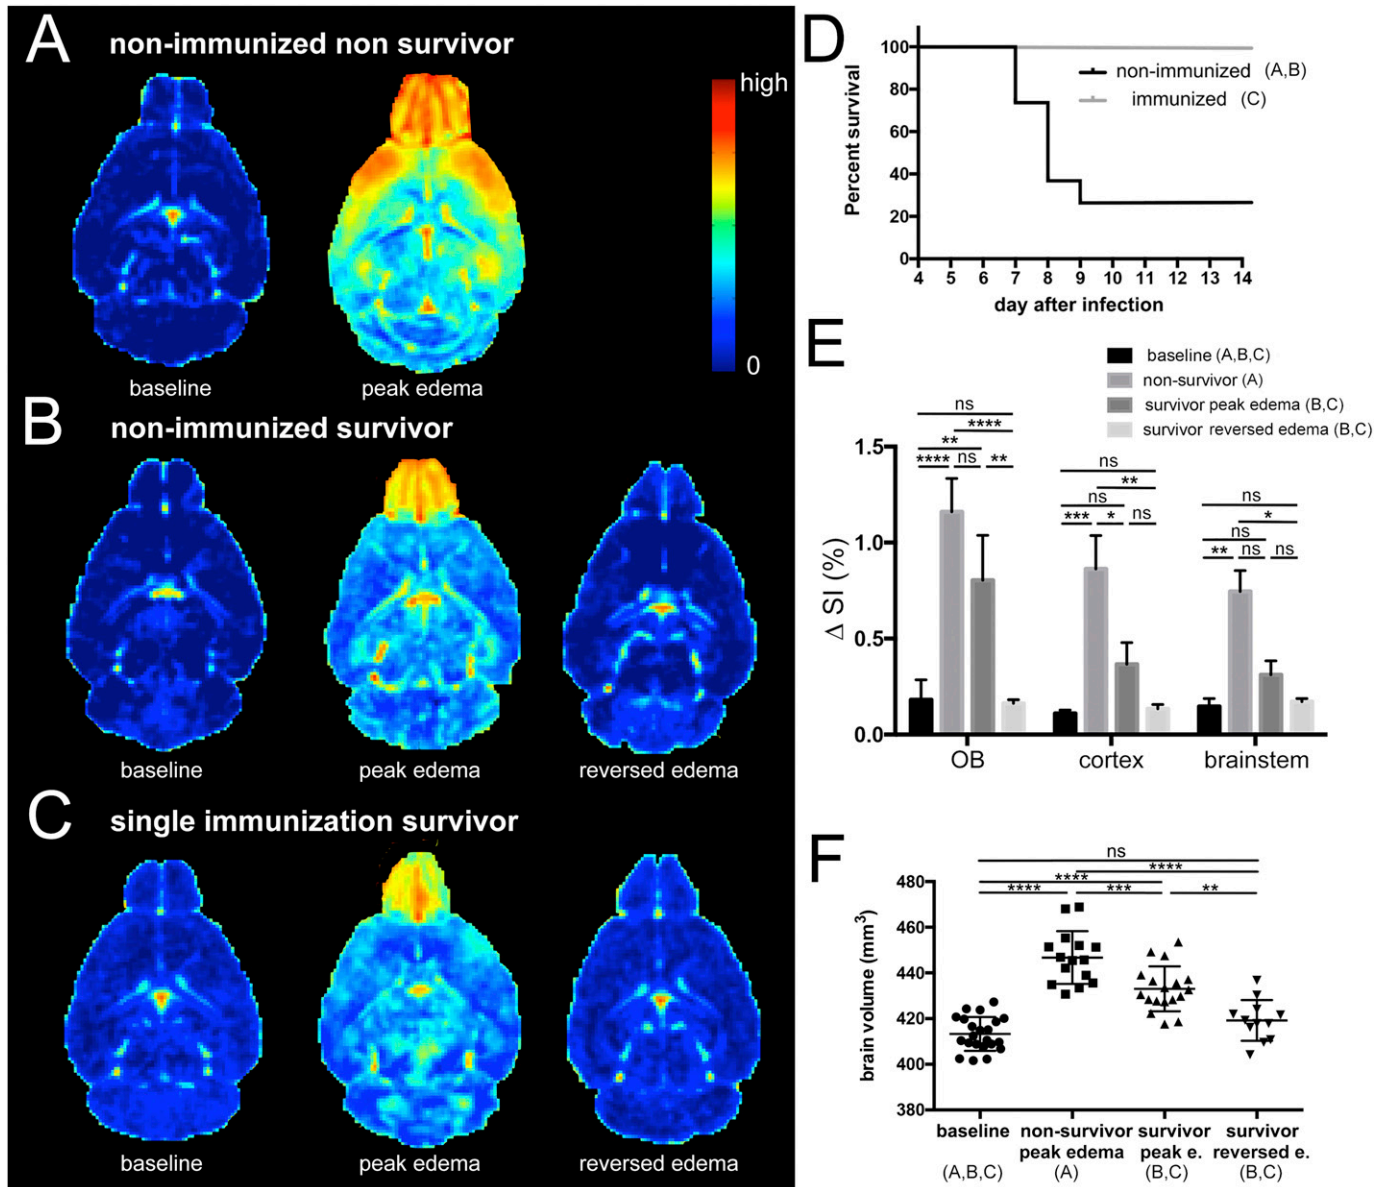 A non-immunized non survivor
high
0
baseline peak edema
B non-immunized survivor
baseline peak edema reversed edema
C single immunization survivor
baseline peak edema reversed edema
D
Percent survival
100
80
60
40
20
0
non-immunized (A,B)
immunized (C)
4 5 6 7 8 9 10 11 12 13 14
day after infection
E
baseline (A,B,C)
non-survivor (A)
survivor peak edema (B,C)
survivor reversed edema (B,C)
Δ SI (%)
1.5
1.0
0.5
0.0
ns
****
**
**** ns **
ns
**
ns
*** * ns
ns
*
ns
** ns ns
OB cortex brainstem
F
brain volume (mm³)
480
460
440
420
400
380
ns
****
****
**** *** **
baseline non-survivor survivor survivor
peak edema peak e. reversed e.
(A,B,C) (A) (B,C) (B,C)